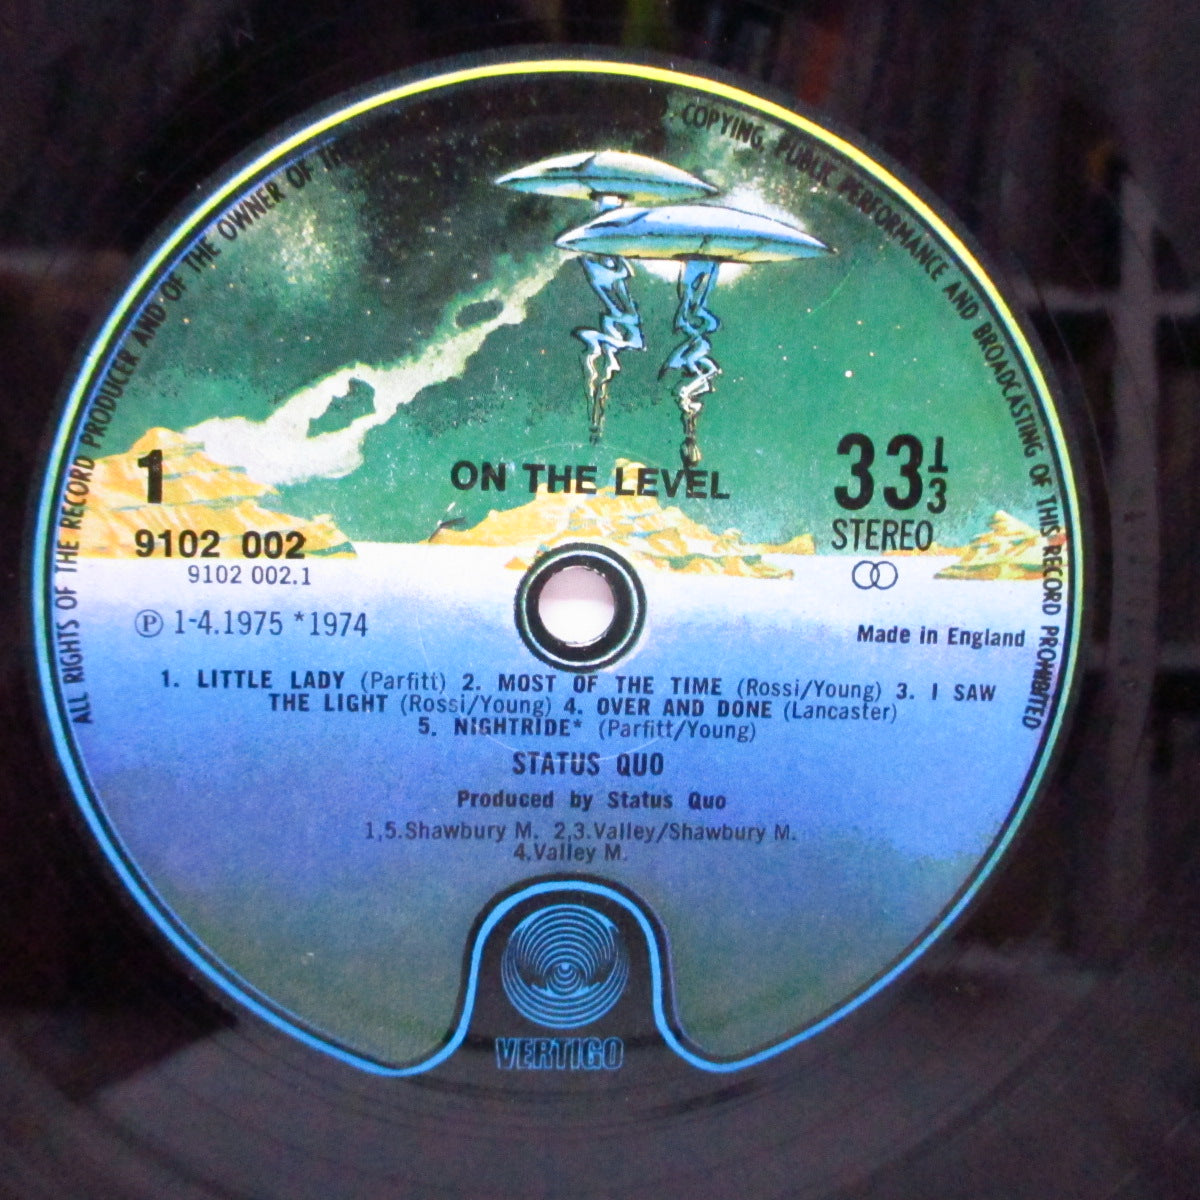 ALL RIGHTS OF THE RECORD PRODUCER AND OF THE OWNER OF THE
COPYING, PUBLIC PERFORMANCE AND BROADCASTING OF THIS RECORD PROHIBITED
1
ON THE LEVEL
33 1/3
9102 002
STEREO
9102 002.1
℗ 1-4.1975 *1974
Made in England
1. LITTLE LADY (Parfitt) 2. MOST OF THE TIME (Rossi/Young) 3. I SAW
THE LIGHT (Rossi/Young) 4. OVER AND DONE (Lancaster)
5. NIGHTRIDE* (Parfitt/Young)
STATUS QUO
Produced by Status Quo
1,5.Shawbury M. 2,3.Valley/Shawbury M.
4.Valley M.
VERTIGO